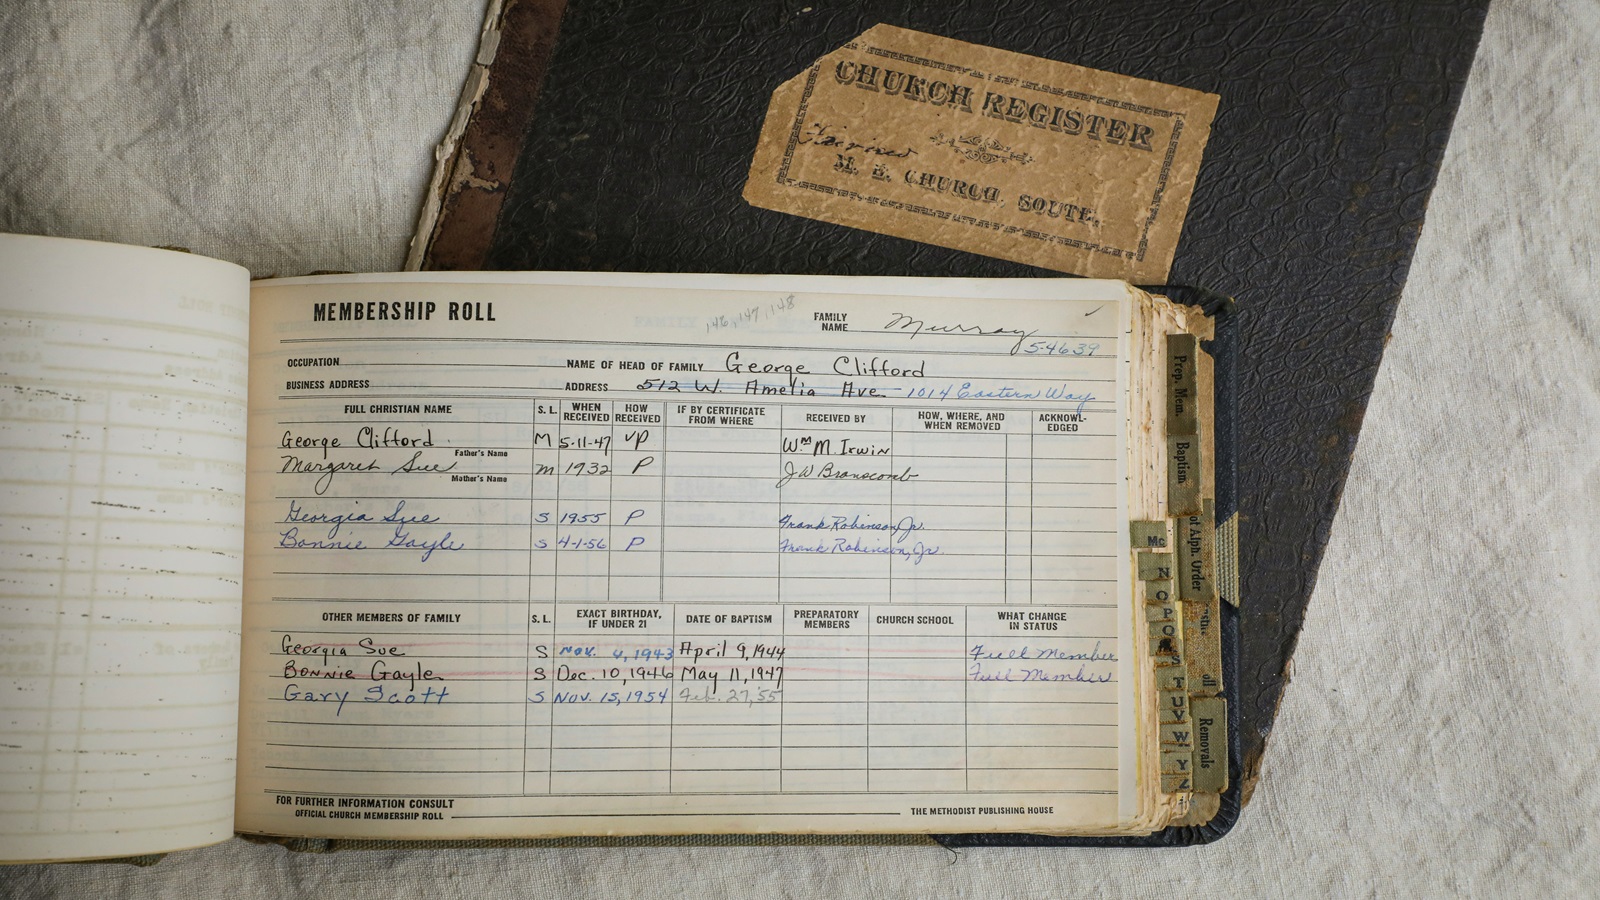 CHURCH REGISTER
M. E. CHURCH, SOUTH,
MEMBERSHIP ROLL 146, 147, 148 FAMILY NAME Murray
5-4639
OCCUPATION NAME OF HEAD OF FAMILY George Clifford
BUSINESS ADDRESS ADDRESS 512 W. Amelia Ave 1014 Eastern Way
FULL CHRISTIAN NAME S. L. WHEN RECEIVED HOW RECEIVED IF BY CERTIFICATE FROM WHERE RECEIVED BY HOW, WHERE, AND WHEN REMOVED ACKNOWL-EDGED
George Clifford M 5-11-47 VP Wm M. Irwin
Father's Name
Margaret Sue m 1932 P J W Branscomb
Mother's Name
Georgia Sue S 1955 P Frank Robinson, Jr.
Bonnie Gayle S 4-1-56 P Frank Robinson, Jr
OTHER MEMBERS OF FAMILY S. L. EXACT BIRTHDAY, IF UNDER 21 DATE OF BAPTISM PREPARATORY MEMBERS CHURCH SCHOOL WHAT CHANGE IN STATUS
Georgia Sue S Nov. 4, 1943 April 9, 1944 Full Member
Bonnie Gayle S Dec. 10, 1946 May 11, 1947 Full Member
Gary Scott S Nov. 15, 1954 Feb. 27, '55
FOR FURTHER INFORMATION CONSULT
OFFICIAL CHURCH MEMBERSHIP ROLL THE METHODIST PUBLISHING HOUSE
Prep. Mem.
Baptism
of Alph. Order
Mc
N
O
P
Q
S
T
U
V
W
Y
Z
Removals